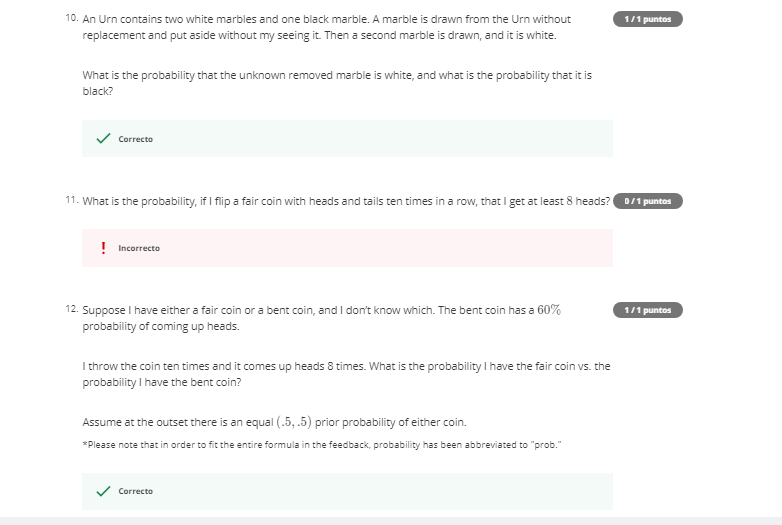 10. An Urn contains two white marbles and one black marble. A marble is drawn from the Urn without
1 / 1 puntos
replacement and put aside without my seeing it. Then a second marble is drawn, and it is white.
What is the probability that the unknown removed marble is white, and what is the probability that it is
black?
Correcto
11. What is the probability, if I flip a fair coin with heads and tails ten times in a row, that I get at least 8 heads?
0 / 1 puntos
Incorrecto
12. Suppose I have either a fair coin or a bent coin, and I don't know which. The bent coin has a 60%
1 / 1 puntos
probability of coming up heads.
I throw the coin ten times and it comes up heads 8 times. What is the probability I have the fair coin vs. the
probability I have the bent coin?
Assume at the outset there is an equal (.5, .5) prior probability of either coin.
*Please note that in order to fit the entire formula in the feedback, probability has been abbreviated to "prob."
Correcto